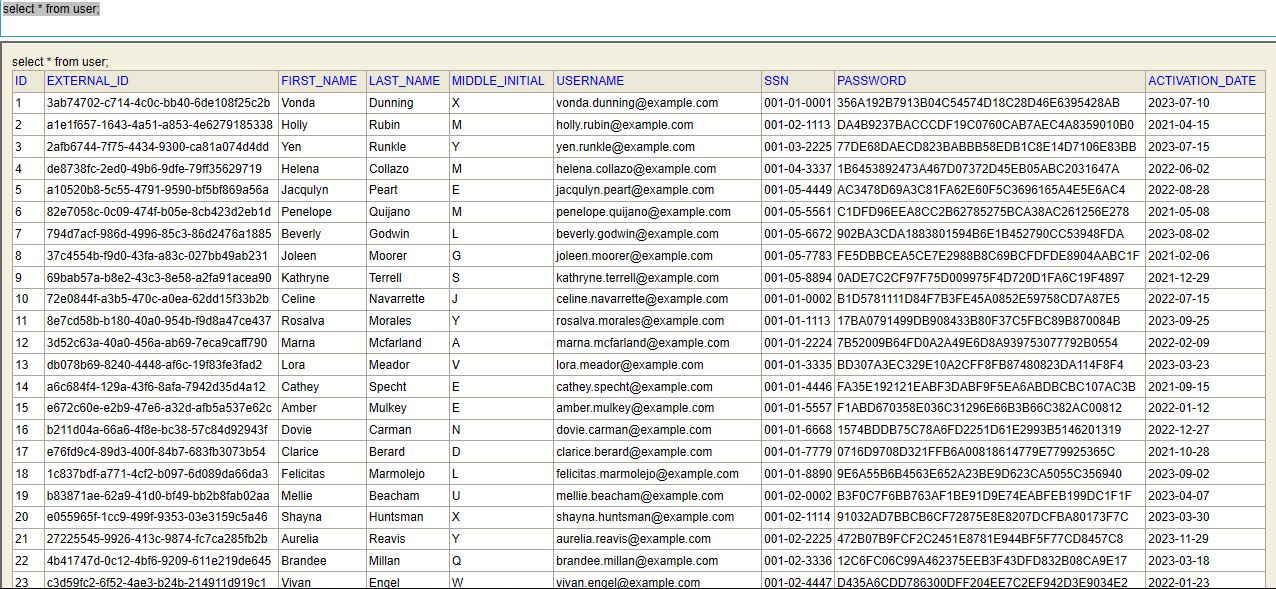 select * from user;
select * from user;
ID EXTERNAL_ID FIRST_NAME LAST_NAME MIDDLE_INITIAL USERNAME SSN PASSWORD ACTIVATION_DATE
1 3ab74702-c714-4c0c-bb40-6de108f25c2b Vonda Dunning X vonda.dunning@example.com 001-01-0001 356A192B7913B04C54574D18C28D46E6395428AB 2023-07-10
2 a1e1f657-1643-4a51-a853-4e6279185338 Holly Rubin M holly.rubin@example.com 001-02-1113 DA4B9237BACCCDF19C0760CAB7AEC4A8359010B0 2021-04-15
3 2afb6744-7f75-4434-9300-ca81a074d4dd Yen Runkle Y yen.runkle@example.com 001-03-2225 77DE68DAECD823BABBB58EDB1C8E14D7106E83BB 2023-07-15
4 de8738fc-2ed0-49b6-9dfe-79ff35629719 Helena Collazo M helena.collazo@example.com 001-04-3337 1B6453892473A467D07372D45EB05ABC2031647A 2022-06-02
5 a10520b8-5c55-4791-9590-bf5bf869a56a Jacqulyn Peart E jacqulyn.peart@example.com 001-05-4449 AC3478D69A3C81FA62E60F5C3696165A4E5E6AC4 2022-08-28
6 82e7058c-0c09-474f-b05e-8cb423d2eb1d Penelope Quijano M penelope.quijano@example.com 001-05-5561 C1DFD96EEA8CC2B62785275BCA38AC261256E278 2021-05-08
7 794d7acf-986d-4996-85c3-86d2476a1885 Beverly Godwin L beverly.godwin@example.com 001-05-6672 902BA3CDA1883801594B6E1B452790CC53948FDA 2023-08-02
8 37c4554b-f9d0-43fa-a83c-027bb49ab231 Joleen Moorer G joleen.moorer@example.com 001-05-7783 FE5DBBCEA5CE7E2988B8C69BCFDFDE8904AABC1F 2021-02-06
9 69bab57a-b8e2-43c3-8e58-a2fa91acea90 Kathryne Terrell S kathryne.terrell@example.com 001-05-8894 0ADE7C2CF97F75D009975F4D720D1FA6C19F4897 2021-12-29
10 72e0844f-a3b5-470c-a0ea-62dd15f33b2b Celine Navarrette J celine.navarrette@example.com 001-01-0002 B1D5781111D84F7B3FE45A0852E59758CD7A87E5 2022-07-15
11 8e7cd58b-b180-40a0-954b-f9d8a47ce437 Rosalva Morales Y rosalva.morales@example.com 001-01-1113 17BA0791499DB908433B80F37C5FBC89B870084B 2023-09-25
12 3d52c63a-40a0-456a-ab69-7eca9caff790 Marna Mcfarland A marna.mcfarland@example.com 001-01-2224 7B52009B64FD0A2A49E6D8A939753077792B0554 2022-02-09
13 db078b69-8240-4448-af6c-19f83fe3fad2 Lora Meador V lora.meador@example.com 001-01-3335 BD307A3EC329E10A2CFF8FB87480823DA114F8F4 2023-03-23
14 a6c684f4-129a-43f6-8afa-7942d35d4a12 Cathey Specht E cathey.specht@example.com 001-01-4446 FA35E192121EABF3DABF9F5EA6ABDBCBC107AC3B 2021-09-15
15 e672c60e-e2b9-47e6-a32d-afb5a537e62c Amber Mulkey E amber.mulkey@example.com 001-01-5557 F1ABD670358E036C31296E66B3B66C382AC00812 2022-01-12
16 b211d04a-66a6-4f8e-bc38-57c84d92943f Dovie Carman N dovie.carman@example.com 001-01-6668 1574BDDB75C78A6FD2251D61E2993B5146201319 2022-12-27
17 e76fd9c4-89d3-400f-84b7-683fb3073b54 Clarice Berard D clarice.berard@example.com 001-01-7779 0716D9708D321FFB6A00818614779E779925365C 2021-10-28
18 1c837bdf-a771-4cf2-b097-6d089da66da3 Felicitas Marmolejo L felicitas.marmolejo@example.com 001-01-8890 9E6A55B6B4563E652A23BE9D623CA5055C356940 2023-09-02
19 b83871ae-62a9-41d0-bf49-bb2b8fab02aa Mellie Beacham U mellie.beacham@example.com 001-02-0002 B3F0C7F6BB763AF1BE91D9E74EABFEB199DC1F1F 2023-04-07
20 e055965f-1cc9-499f-9353-03e3159c5a46 Shayna Huntsman X shayna.huntsman@example.com 001-02-1114 91032AD7BBCB6CF72875E8E8207DCFBA80173F7C 2023-03-30
21 27225545-9926-413c-9874-fc7ca285fb2b Aurelia Reavis Y aurelia.reavis@example.com 001-02-2225 472B07B9FCF2C2451E8781E944BF5F77CD8457C8 2023-11-29
22 4b41747d-0c12-4bf6-9209-611e219de645 Brandee Millan Q brandee.millan@example.com 001-02-3336 12C6FC06C99A462375EEB3F43DFD832B08CA9E17 2023-03-18
23 c3d59fc2-6f52-4ae3-b24b-214911d919c1 Vivan Engel W vivan.engel@example.com 001-02-4447 D435A6CDD786300DFF204EE7C2EF942D3E9034E2 2022-01-23